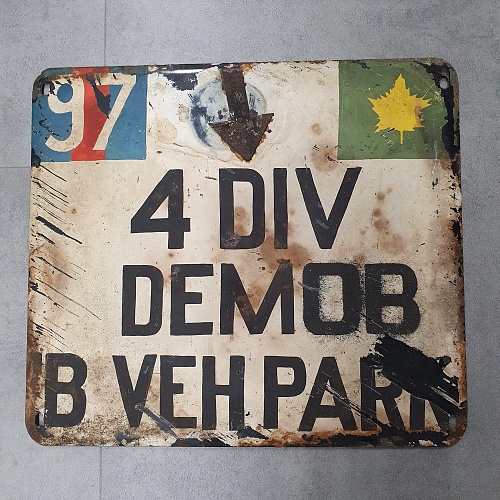 97
4 DIV
DEMOB
B VEH PARK